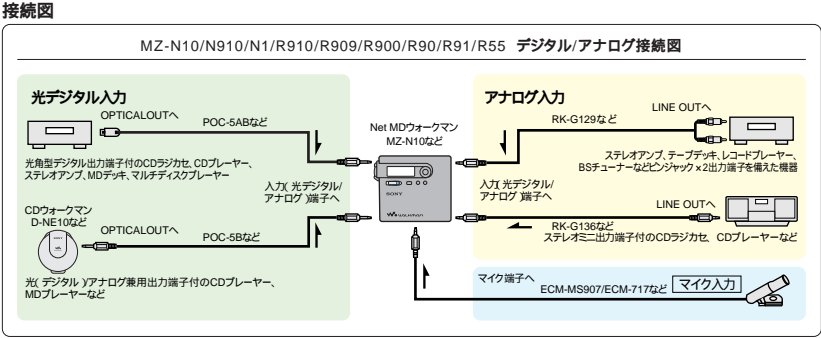 接続図
MZ-N10/N910/N1/R910/R909/R900/R90/R91/R55 デジタル/アナログ接続図
光デジタル入力
OPTICALOUTへ
POC-5ABなど
光角型デジタル出力端子付のCDラジカセ、CDプレーヤー、
ステレオアンプ、MDデッキ、マルチディスクプレーヤー
入力( 光デジタル/
アナログ )端子へ
CDウォークマン
D-NE10など
OPTICALOUTへ
POC-5Bなど
SONY
光( デジタル )アナログ兼用出力端子付のCDプレーヤー、
MDプレーヤーなど
Net MDウォークマン
MZ-N10など
SONY
WALKMAN
アナログ入力
LINE OUTへ
RK-G129など
ステレオアンプ、テープデッキ、レコードプレーヤー、
BSチューナーなどピンジャック×2出力端子を備えた機器
入力( 光デジタル/
アナログ )端子へ
LINE OUTへ
RK-G136など
ステレオミニ出力端子付のCDラジカセ、 CDプレーヤーなど
マイク端子へ
ECM-MS907/ECM-717など
マイク入力